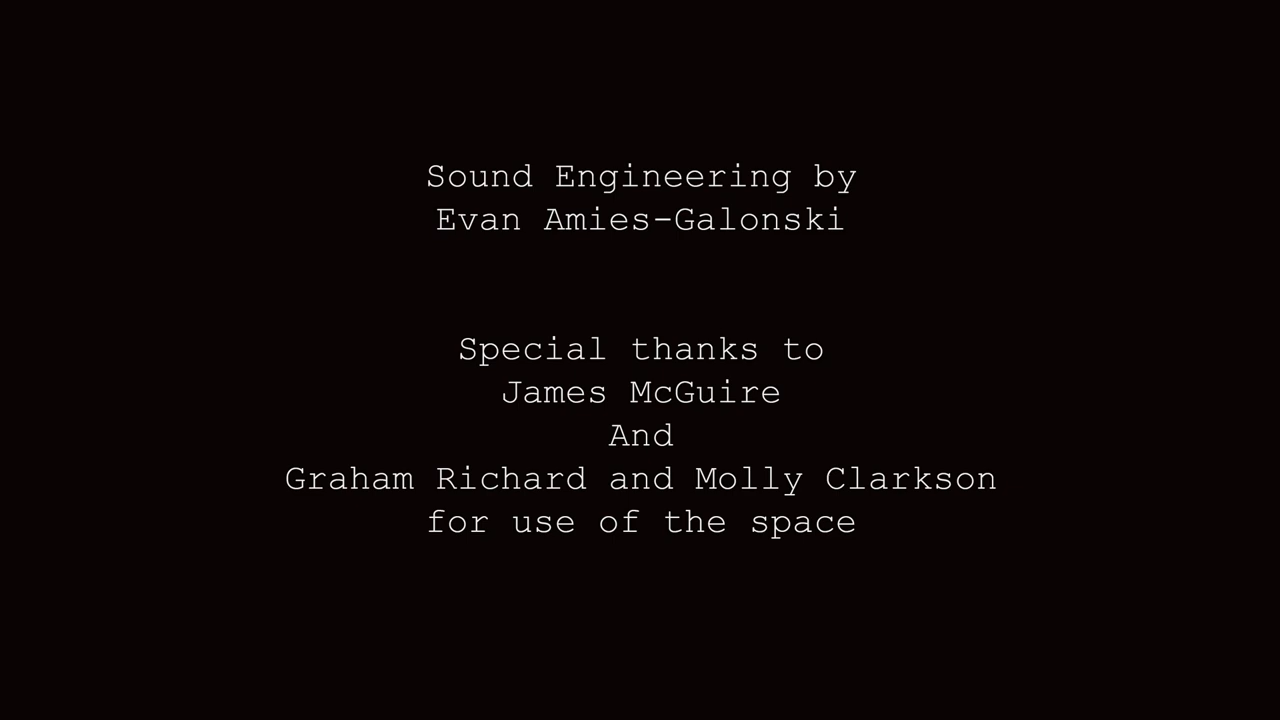 Sound Engineering by
Evan Amies-Galonski
Special thanks to
James McGuire
And
Graham Richard and Molly Clarkson
for use of the space